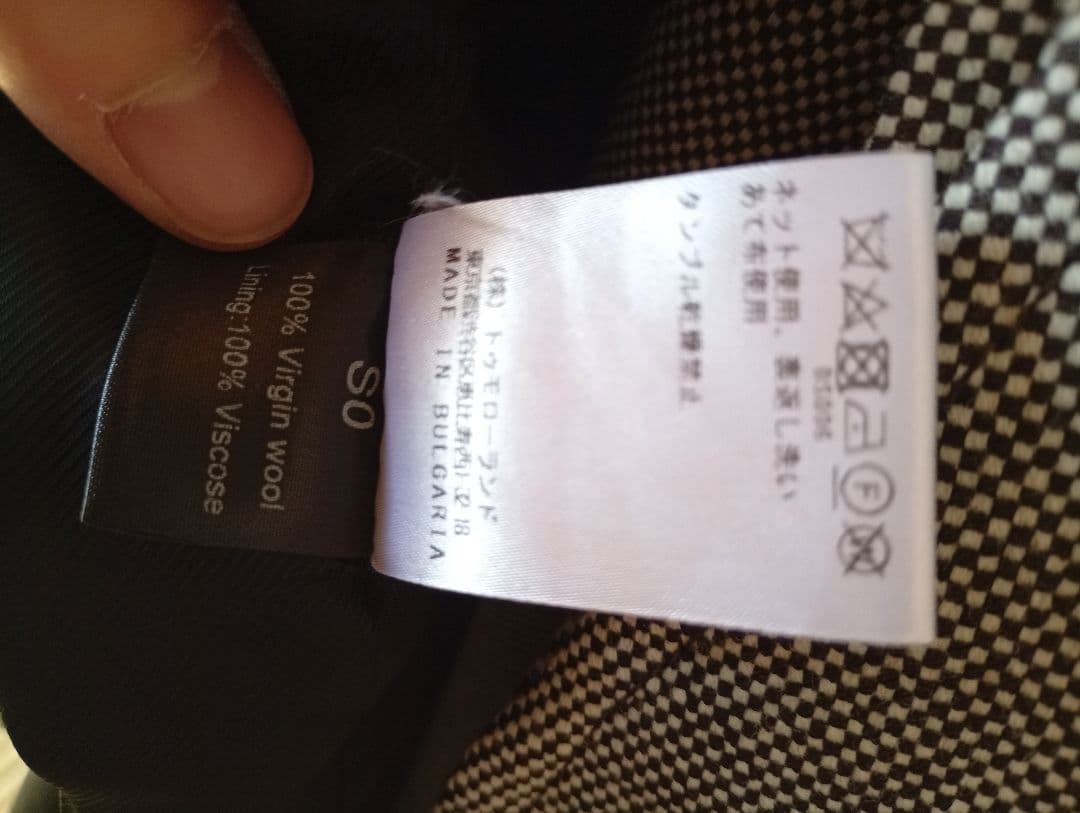 ネット使用、裏返し洗い
あて布使用
タンブル乾燥禁止
(株)トゥモローランド
MADE IN BULGARIA
S0
100% Virgin wool
Lining:100% Viscose
F
W